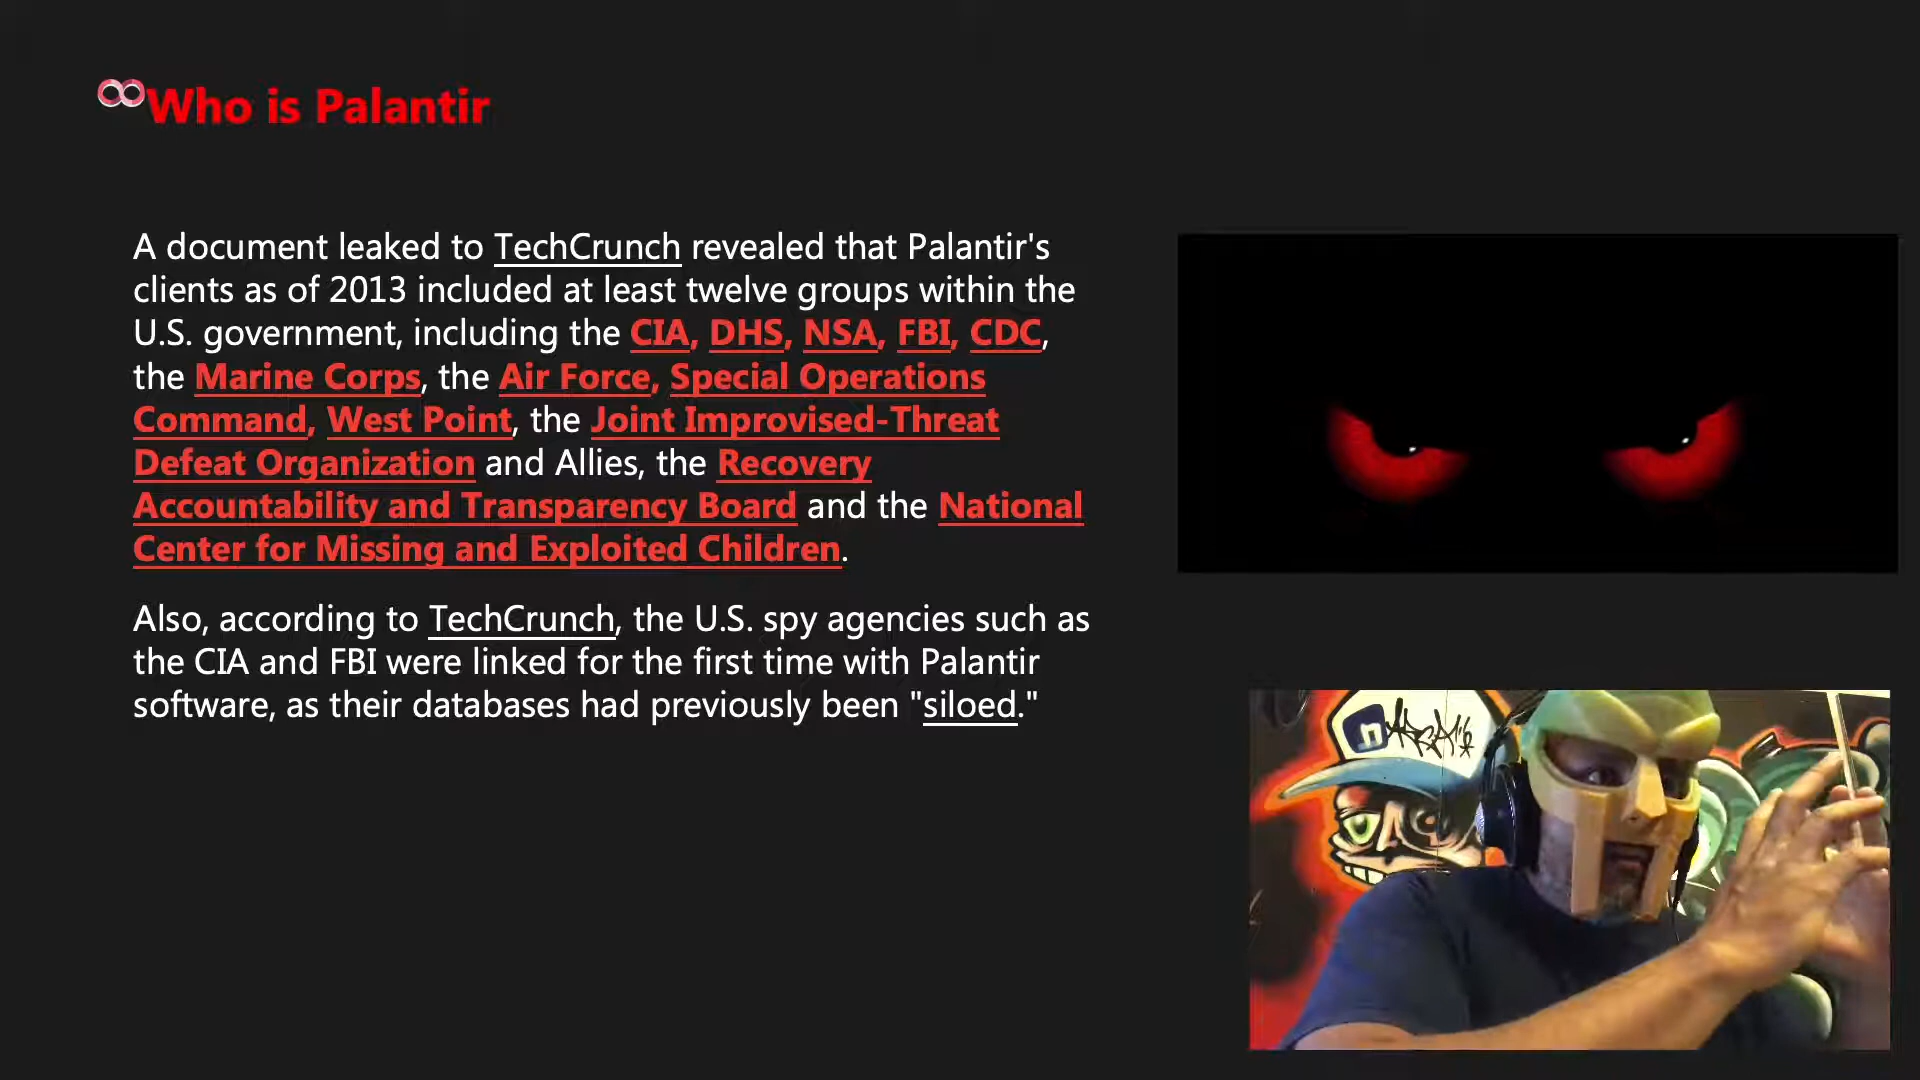 Who is Palantir
A document leaked to TechCrunch revealed that Palantir's
clients as of 2013 included at least twelve groups within the
U.S. government, including the CIA, DHS, NSA, FBI, CDC,
the Marine Corps, the Air Force, Special Operations
Command, West Point, the Joint Improvised-Threat
Defeat Organization and Allies, the Recovery
Accountability and Transparency Board and the National
Center for Missing and Exploited Children.
Also, according to TechCrunch, the U.S. spy agencies such as
the CIA and FBI were linked for the first time with Palantir
software, as their databases had previously been "siloed."